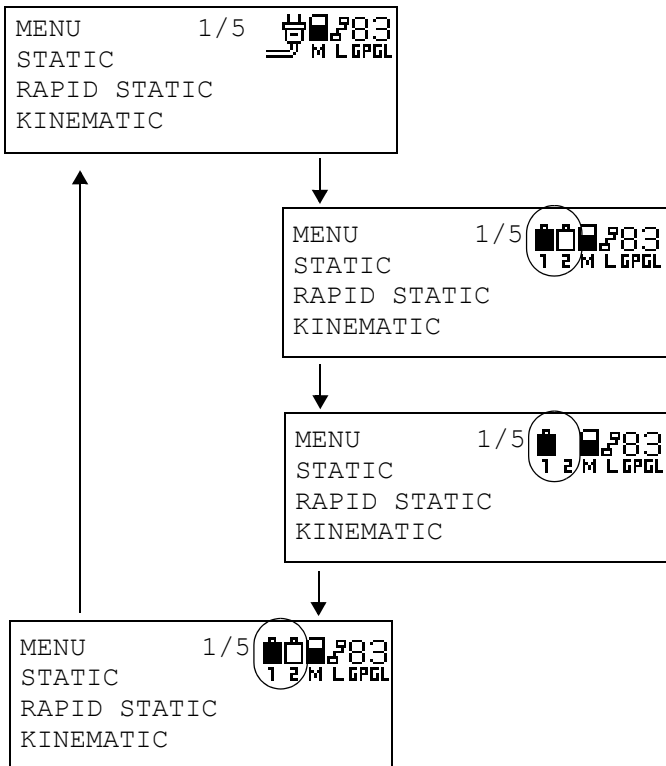 MENU 1/5 83
M L GPGL
STATIC
RAPID STATIC
KINEMATIC
MENU 1/5 83
1 2 M L GPGL
STATIC
RAPID STATIC
KINEMATIC
MENU 1/5 83
1 2 M L GPGL
STATIC
RAPID STATIC
KINEMATIC
MENU 1/5 83
1 2 M L GPGL
STATIC
RAPID STATIC
KINEMATIC